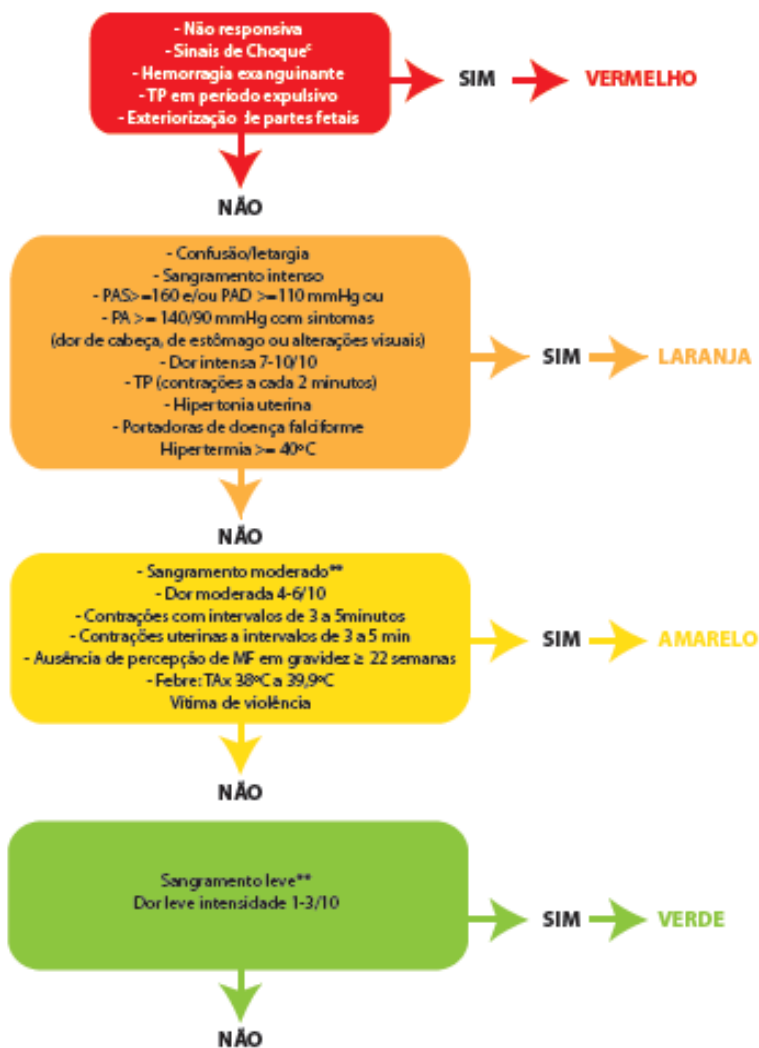 - Não responsiva
- Sinais de Choqueᶜ
- Hemorragia exanguinante
- TP em período expulsivo
- Exteriorização de partes fetais
SIM
VERMELHO
NÃO
- Confusão/letargia
- Sangramento intenso
- PAS>=160 e/ou PAD >=110 mmHg ou
- PA >= 140/90 mmHg com sintomas
(dor de cabeça, de estômago ou alterações visuais)
- Dor intensa 7-10/10
- TP (contrações a cada 2 minutos)
- Hipertonia uterina
- Portadoras de doença falciforme
Hipertermia >= 40ºC
SIM
LARANJA
NÃO
- Sangramento moderado**
- Dor moderada 4-6/10
- Contrações com intervalos de 3 a 5minutos
- Contrações uterinas a intervalos de 3 a 5 min
- Ausência de percepção de MF em gravidez ≥ 22 semanas
- Febre: TAx 38ºC a 39,9ºC
Vítima de violência
SIM
AMARELO
NÃO
Sangramento leve**
Dor leve intensidade 1-3/10
SIM
VERDE
NÃO